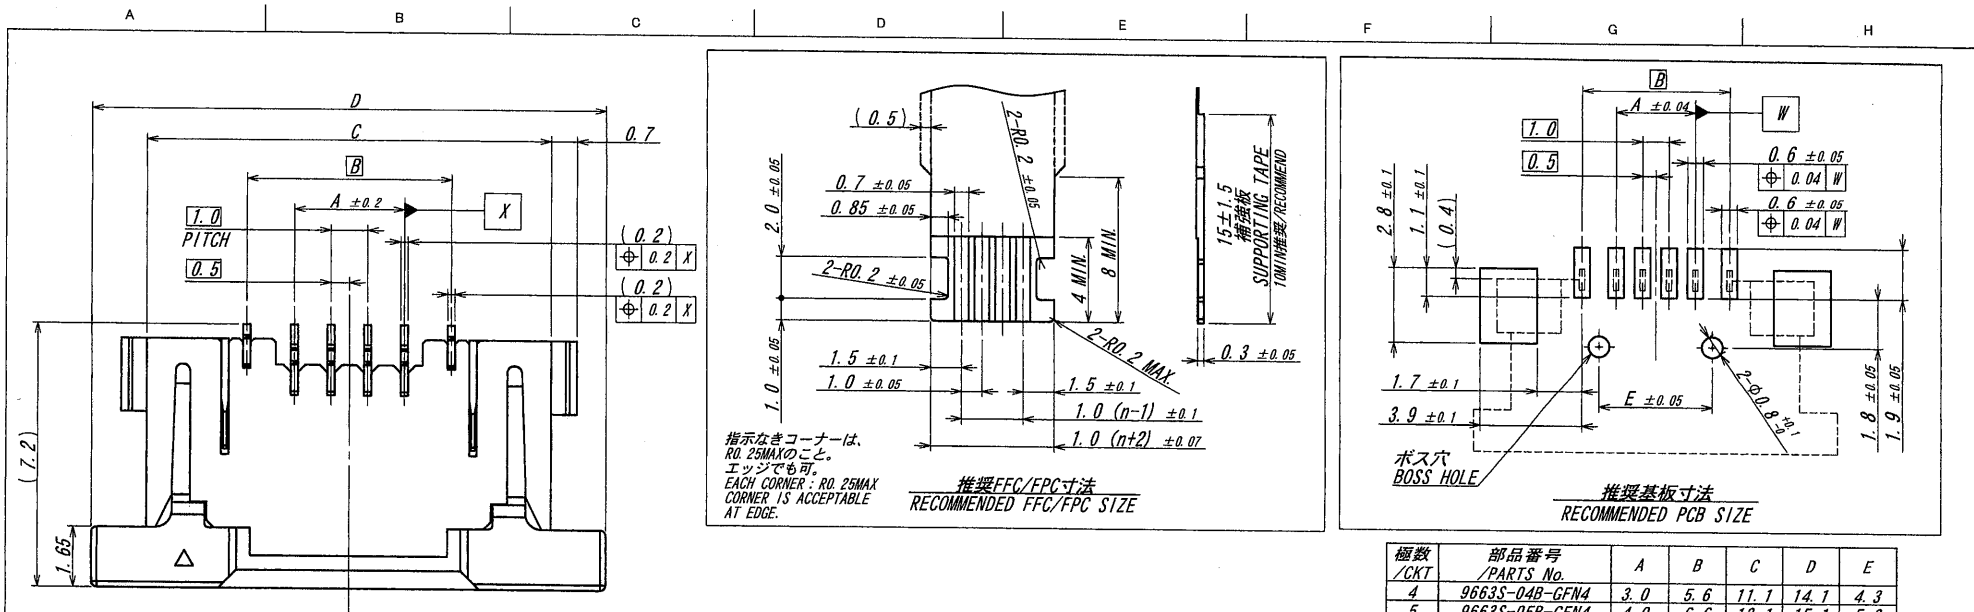 A B C D E F G H
D
C
0.7
B
A ±0.2
X
1.0
PITCH
0.5
(0.2)
⌖ 0.2 X
(0.2)
⌖ 0.2 X
(7.2)
1.65
△
(0.5)
2-R0.2 ±0.05
2.0 ±0.05
0.7 ±0.05
0.85 ±0.05
2-R0.2 ±0.05
4 MIN.
8 MIN.
15±1.5
補強板
SUPPORTING TAPE
10MIN推奨/RECOMMEND
1.0 ±0.05
2-R0.2 MAX.
0.3 ±0.05
1.5 ±0.1
1.0 ±0.05
1.5 ±0.1
1.0 (n-1) ±0.1
1.0 (n+2) ±0.07
指示なきコーナーは、
R0.25MAXのこと。
エッジでも可。
EACH CORNER : R0.25MAX
CORNER IS ACCEPTABLE
AT EDGE.
推奨FFC/FPC寸法
RECOMMENDED FFC/FPC SIZE
B
A ±0.04
W
1.0
0.5
0.6 ±0.05
⌖ 0.04 W
0.6 ±0.05
⌖ 0.04 W
2.8 ±0.1
1.1 ±0.1
(0.4)
1.7 ±0.1
3.9 ±0.1
E ±0.05
2-Φ0.8 +0.1 -0
1.8 ±0.05
1.9 ±0.05
ボス穴
BOSS HOLE
推奨基板寸法
RECOMMENDED PCB SIZE
極数 部品番号 A B C D E
/CKT /PARTS No.
4 9663S-04B-GFN4 3.0 5.6 11.1 14.1 4.3